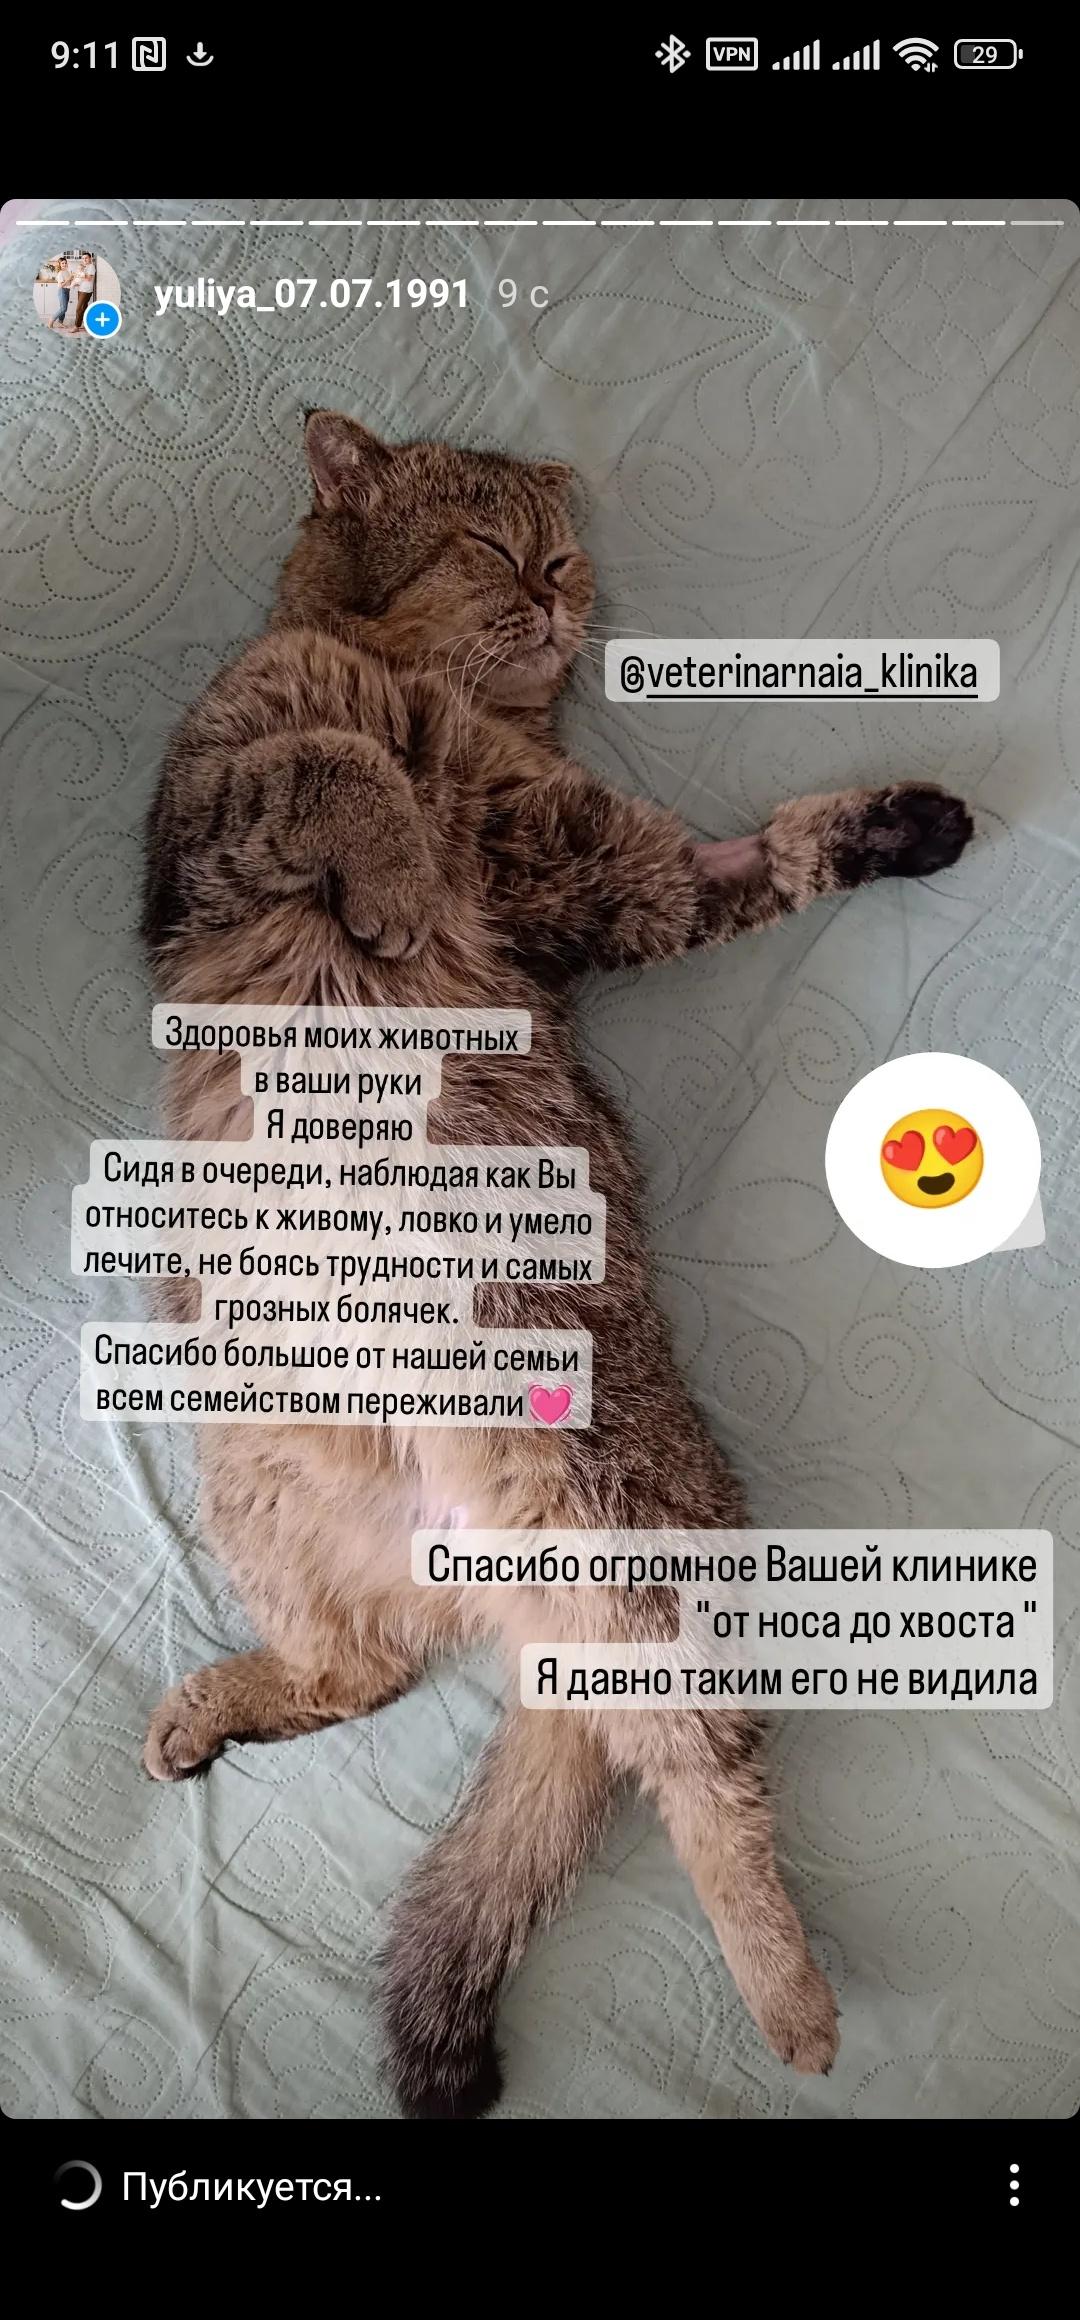 9:11
VPN
29
yuliya_07.07.1991 9 с
@veterinarnaia_klinika
Здоровья моих животных
в ваши руки
Я доверяю
Сидя в очереди, наблюдая как Вы
относитесь к живому, ловко и умело
лечите, не боясь трудности и самых
грозных болячек.
Спасибо большое от нашей семьи
всем семейством переживали💓
Спасибо огромное Вашей клинике
"от носа до хвоста "
Я давно таким его не видила
Публикуется...